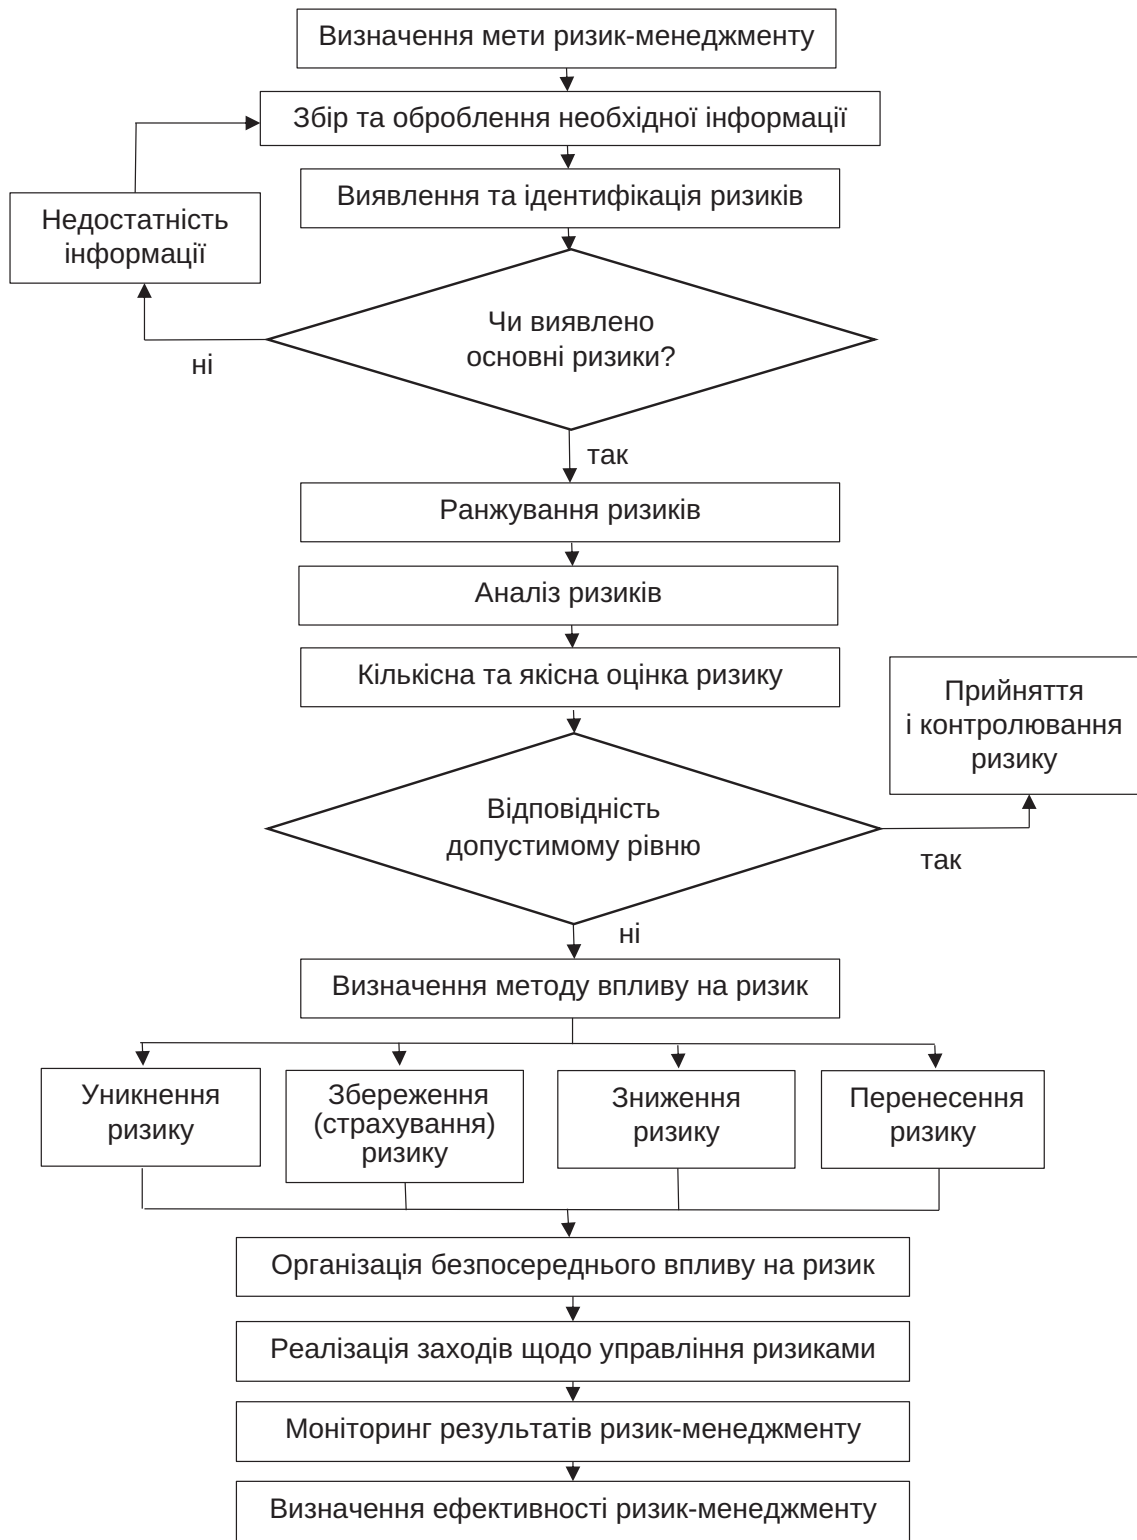 Визначення мети ризик-менеджменту
Збір та оброблення необхідної інформації
Виявлення та ідентифікація ризиків
Недостатність
інформації
Чи виявлено
основні ризики?
ні
так
Ранжування ризиків
Аналіз ризиків
Кількісна та якісна оцінка ризику
Прийняття
і контролювання
ризику
Відповідність
допустимому рівню
так
ні
Визначення методу впливу на ризик
Уникнення
ризику
Збереження
(страхування)
ризику
Зниження
ризику
Перенесення
ризику
Організація безпосереднього впливу на ризик
Реалізація заходів щодо управління ризиками
Моніторинг результатів ризик-менеджменту
Визначення ефективності ризик-менеджменту